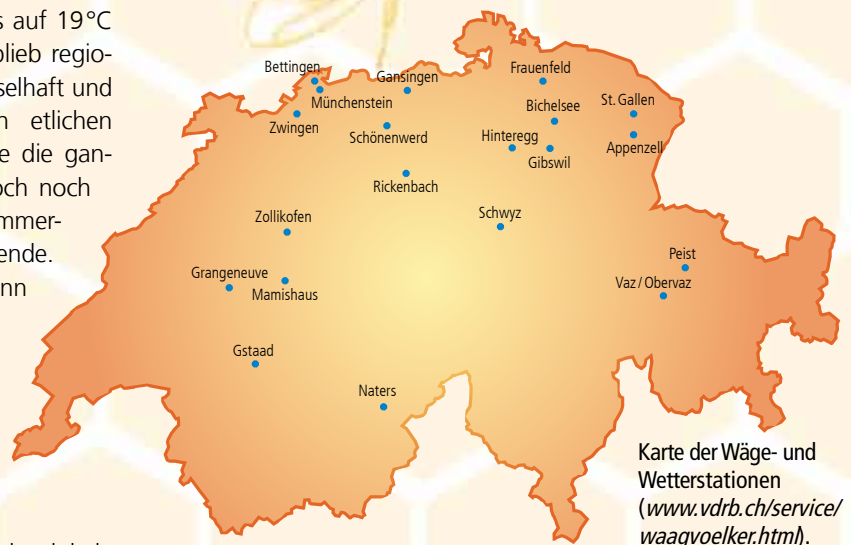 s auf 19°C
blieb regio-
selhaft und
n etlichen
e die gan-
och noch
mmer-
ende.
nn
Bettingen
Gansingen
Frauenfeld
Münchenstein
Bichelsee
St. Gallen
Zwingen
Schönenwerd
Hinteregg
Appenzell
Gibswil
Rickenbach
Zollikofen
Schwyz
Peist
Grangeneuve
Mamishaus
Vaz/Obervaz
Gstaad
Naters
Karte der Wäge- und
Wetterstationen
(www.vdrb.ch/service/
waagvoelker.html).